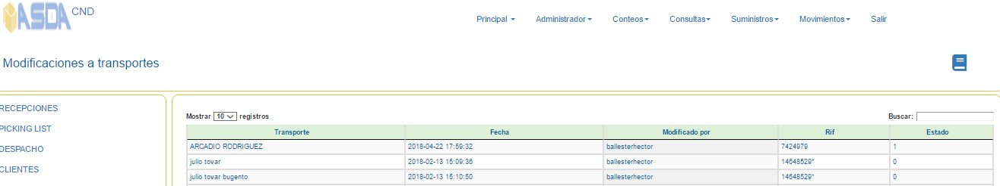 ASDA CND
Principal Administrador Conteos Consultas Suministros Movimientos Salir
Modificaciones a transportes
RECEPCIONES
PICKING LIST
DESPACHO
CLIENTES
Mostrar 10 registros Buscar:
Transporte Fecha Modificado por Rif Estado
ARCADIO RODRIGUEZ 2018-04-22 17:59:32 ballesterhector 7424979 1
julio tovar 2018-02-13 15:09:36 ballesterhector 14648529* 0
julio tovar bugento 2018-02-13 15:10:50 ballesterhector 14648529* 0